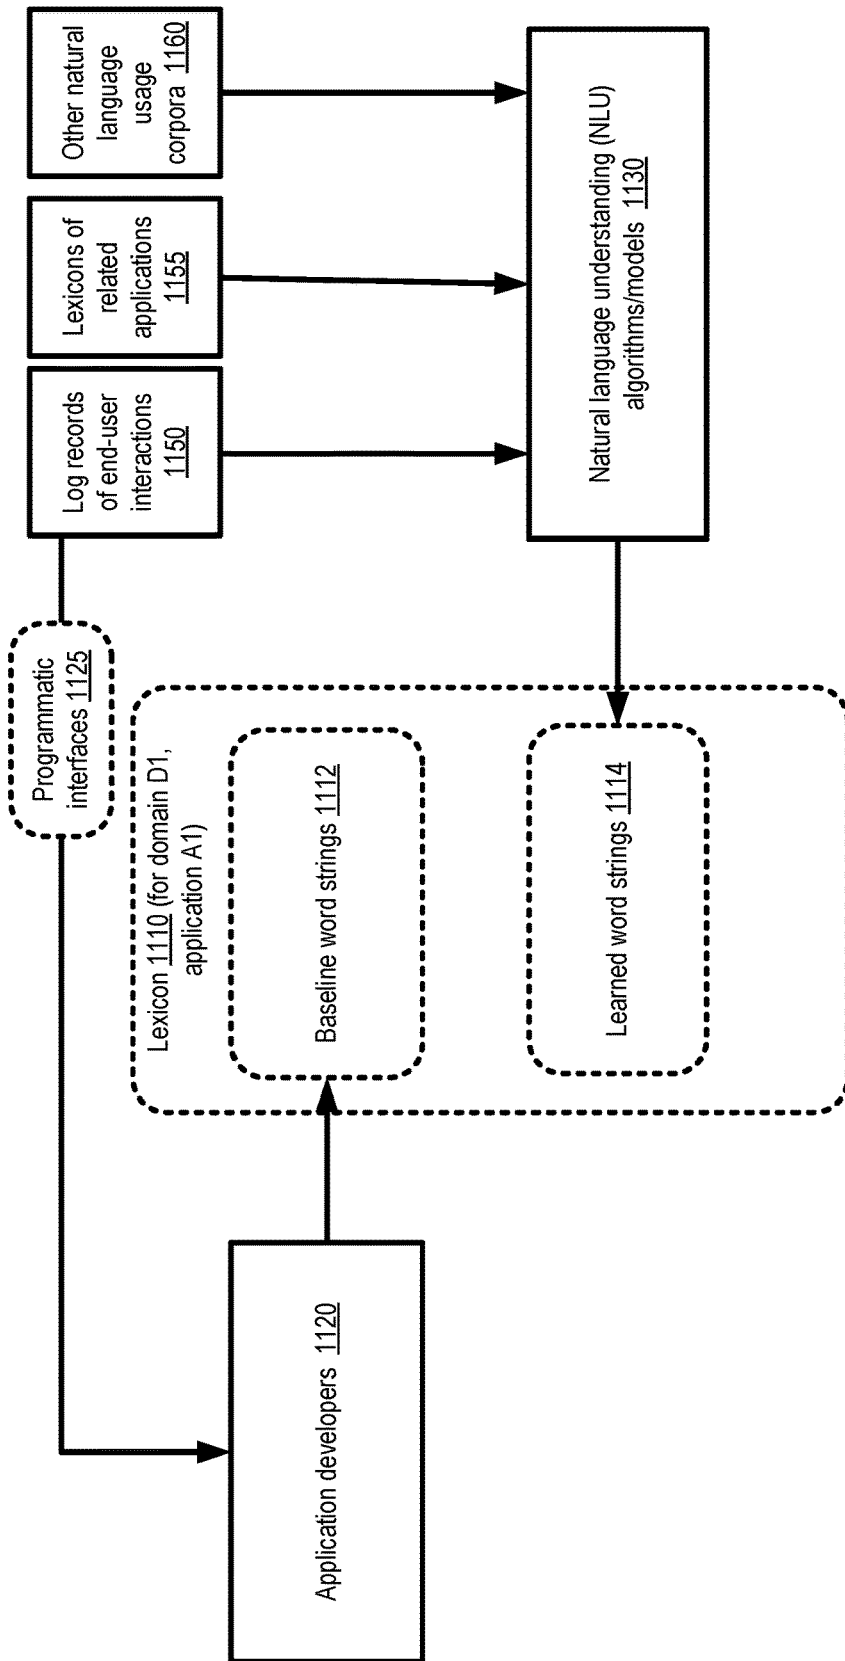 Application developers 1120
Programmatic
interfaces 1125
Lexicon 1110 (for domain D1,
application A1)
Baseline word strings 1112
Learned word strings 1114
Log records
of end-user
interactions
1150
Lexicons of
related
applications
1155
Other natural
language
usage
corpora 1160
Natural language understanding (NLU)
algorithms/models 1130